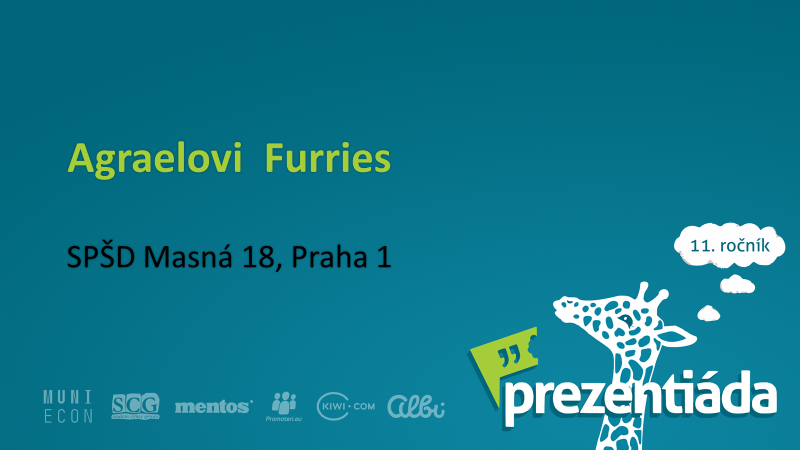 Agraelovi Furries
SPŠD Masná 18, Praha 1
11. ročník
”
prezentiáda
MUNI
ECON
SCG
mentos
Promoteri.eu
KIWI.COM
albi